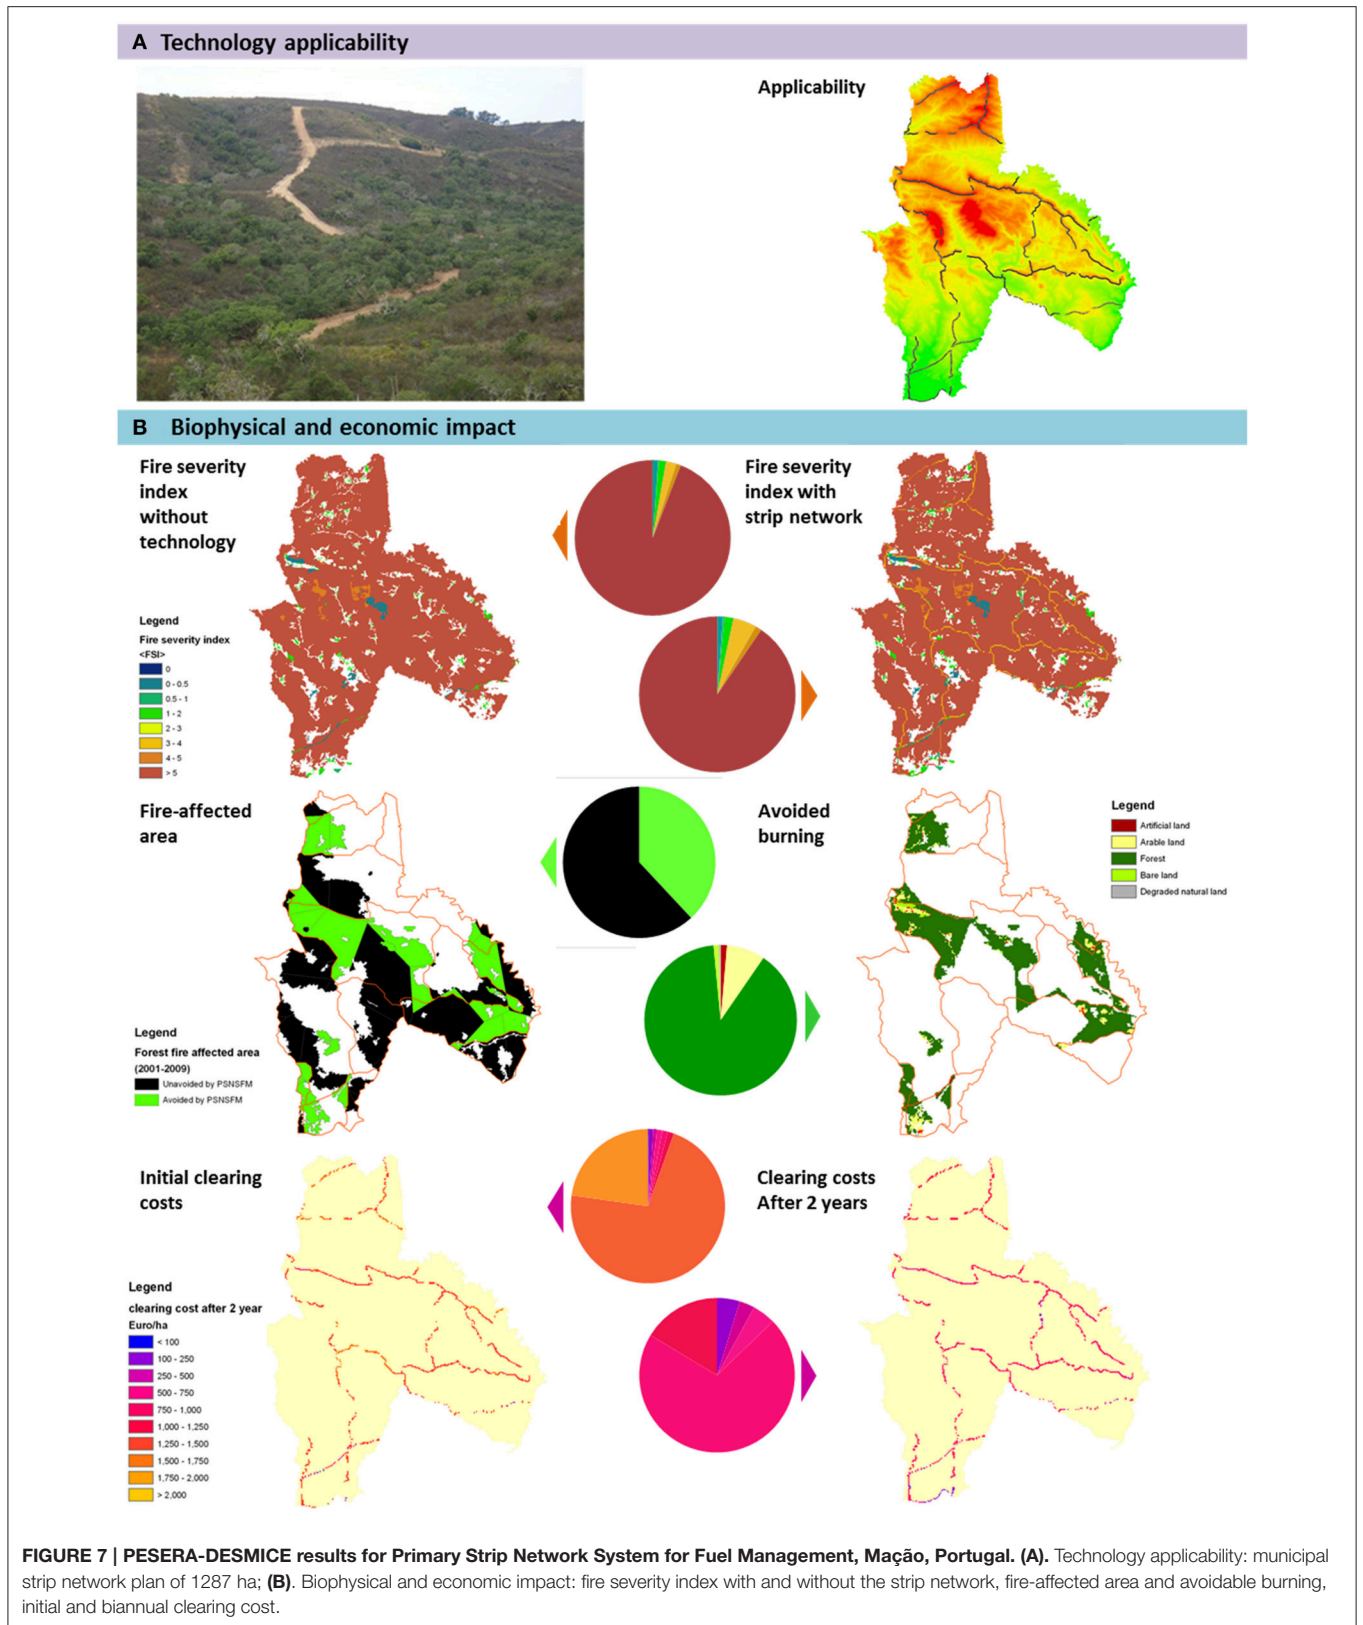 A Technology applicability
Applicability
B Biophysical and economic impact
Fire severity
index
without
technology
Fire severity
index with
strip network
Legend
Fire severity index
<FSI>
0
0 - 0.5
0.5 - 1
1 - 2
2 - 3
3 - 4
4 - 5
> 5
Fire-affected
area
Avoided
burning
Legend
Artificial land
Arable land
Forest
Bare land
Degraded natural land
Legend
Forest fire affected area
(2001-2009)
Unavoided by PSNSFM
Avoided by PSNSFM
Initial clearing
costs
Clearing costs
After 2 years
Legend
clearing cost after 2 year
Euro/ha
< 100
100 - 250
250 - 500
500 - 750
750 - 1,000
1,000 - 1,250
1,250 - 1,500
1,500 - 1,750
1,750 - 2,000
> 2,000
FIGURE 7 | PESERA-DESMICE results for Primary Strip Network System for Fuel Management, Mação, Portugal. (A). Technology applicability: municipal
strip network plan of 1287 ha; (B). Biophysical and economic impact: fire severity index with and without the strip network, fire-affected area and avoidable burning,
initial and biannual clearing cost.